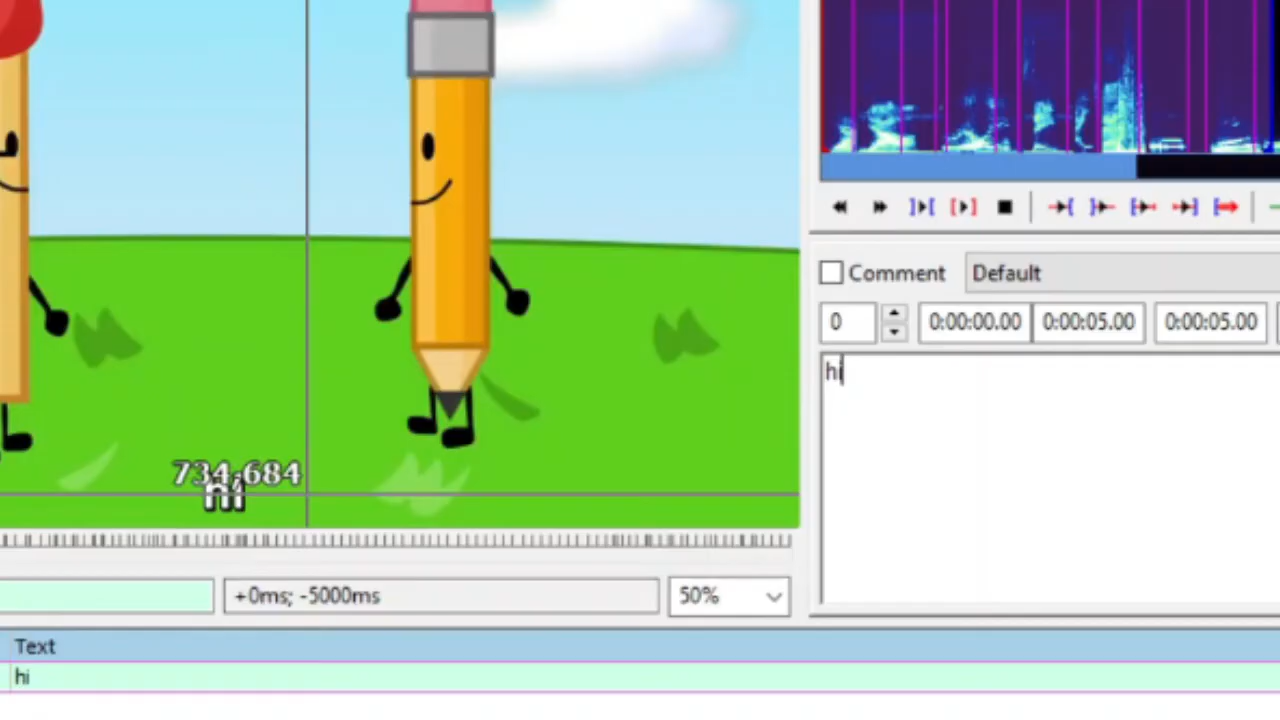 Comment
Default
0
0:00:00.00
0:00:05.00
0:00:05.00
hi
734,684
hi
+0ms; -5000ms
50%
Text
hi